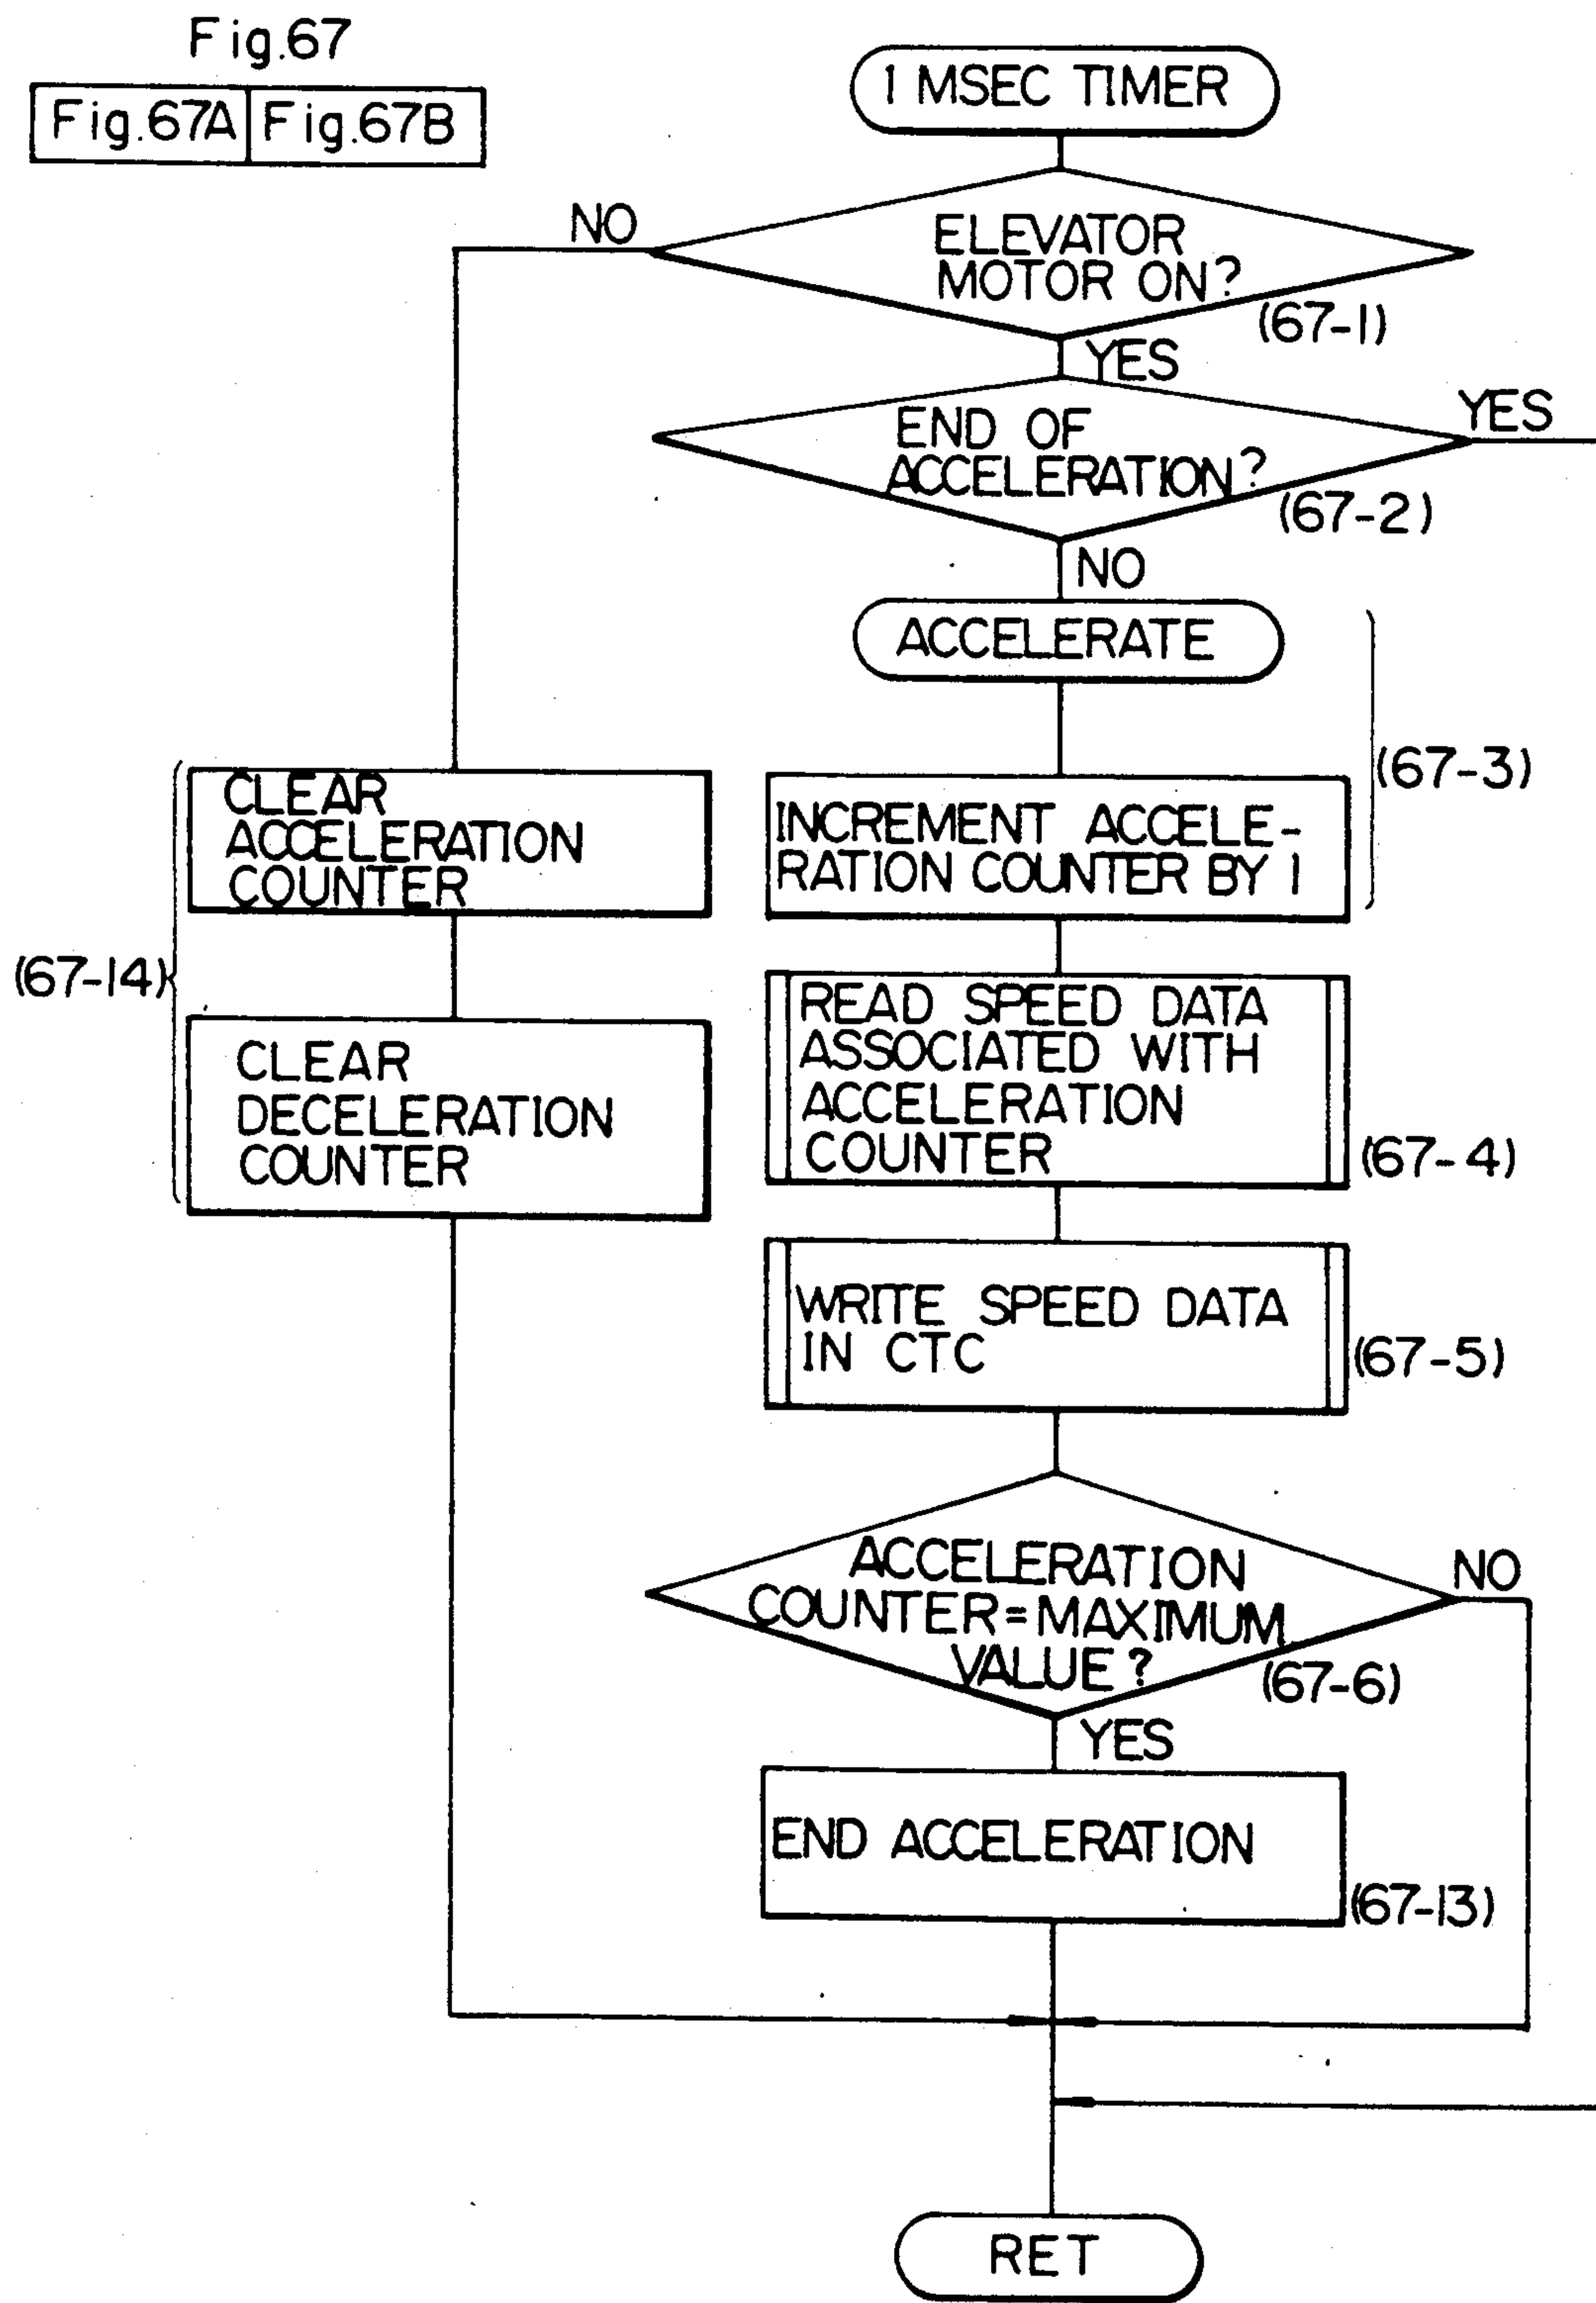 Fig.67
Fig.67A Fig.67B
1 MSEC TIMER
NO
ELEVATOR
MOTOR ON?
(67-1)
YES
END OF
ACCELERATION?
YES
(67-2)
NO
ACCELERATE
(67-3)
CLEAR
ACCELERATION
COUNTER
INCREMENT ACCELE-
RATION COUNTER BY 1
(67-14)
CLEAR
DECELERATION
COUNTER
READ SPEED DATA
ASSOCIATED WITH
ACCELERATION
COUNTER
(67-4)
WRITE SPEED DATA
IN CTC
(67-5)
ACCELERATION
COUNTER=MAXIMUM
VALUE?
NO
(67-6)
YES
END ACCELERATION
(67-13)
RET